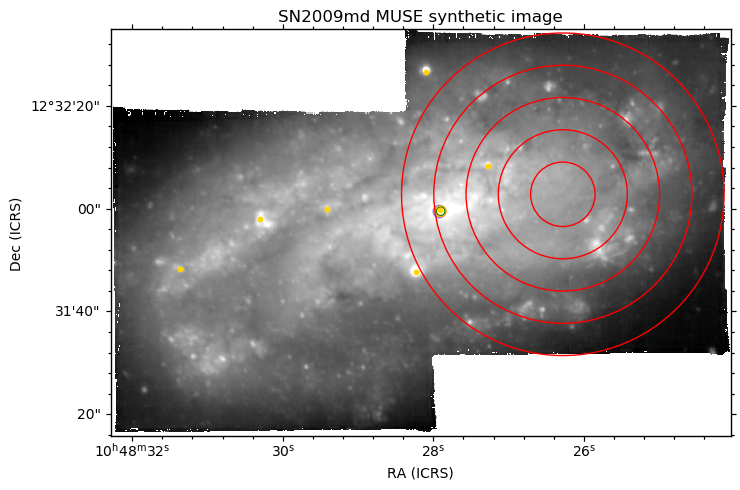 SN2009md MUSE synthetic image
12°32'20"
00"
31'40"
20"
Dec (ICRS)
10ʰ48ᵐ32ˢ
30ˢ
28ˢ
26ˢ
RA (ICRS)